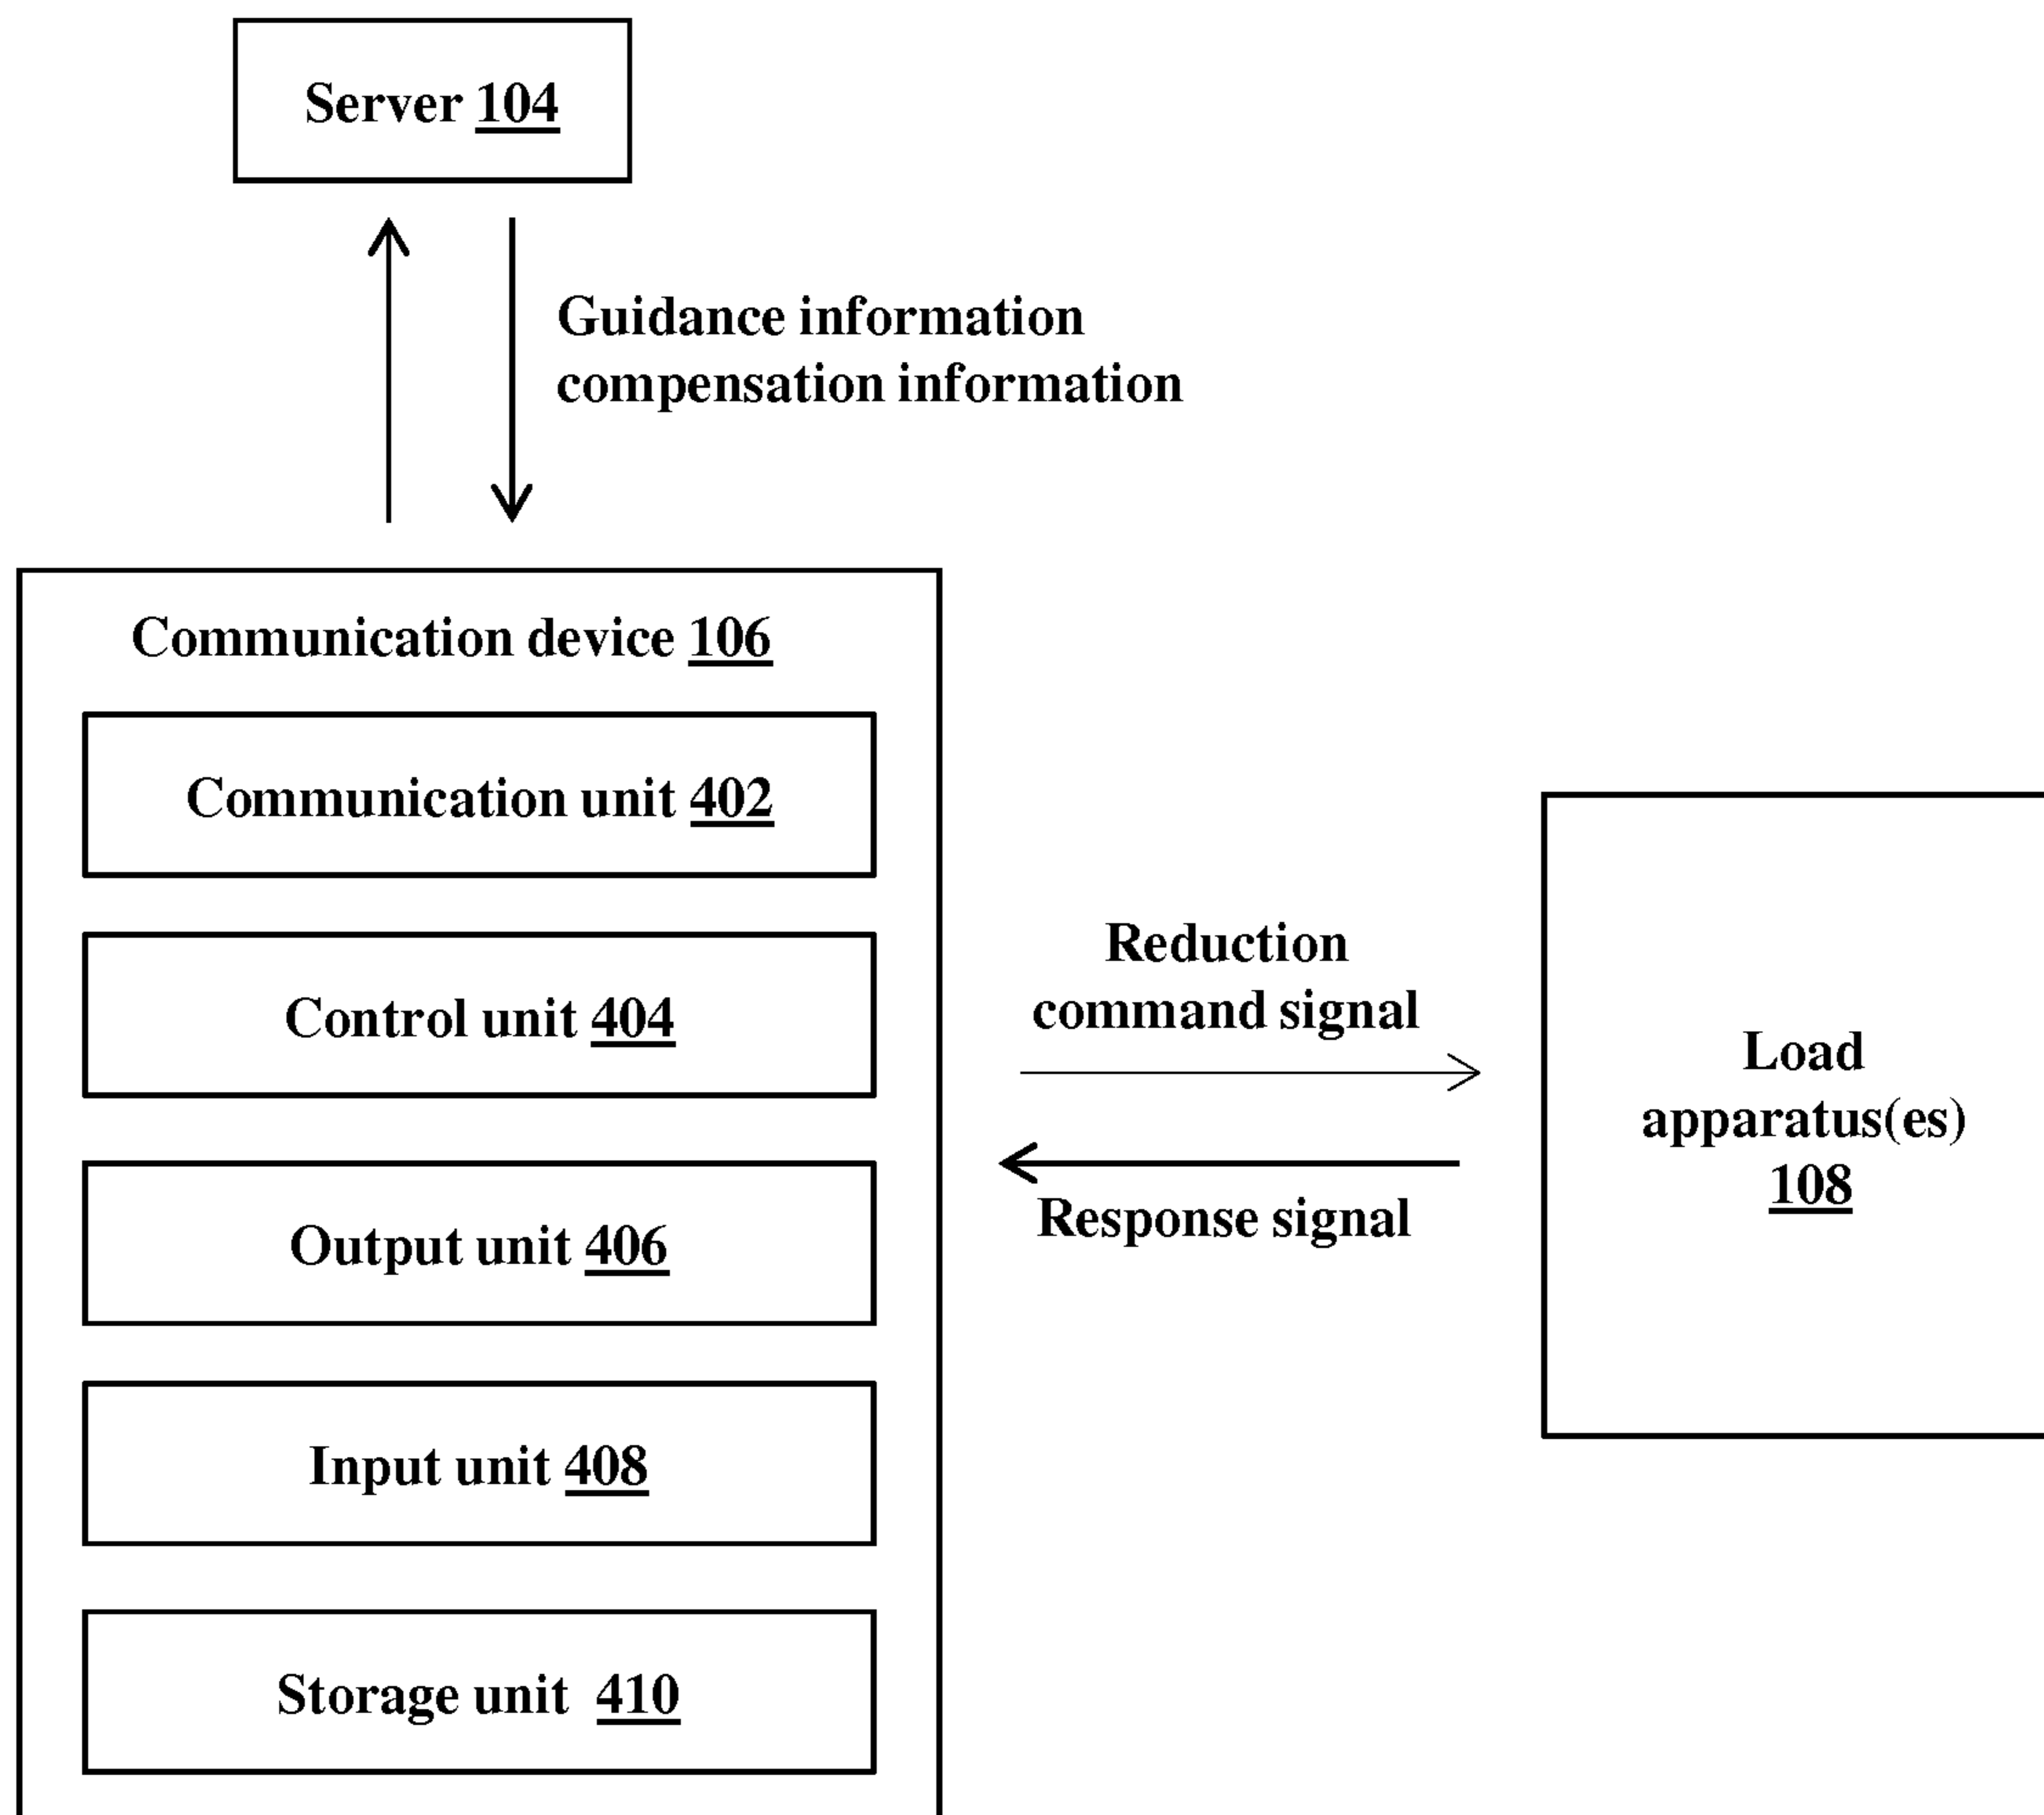 Server 104
Guidance information
compensation information
Communication device 106
Communication unit 402
Control unit 404
Output unit 406
Input unit 408
Storage unit 410
Reduction
command signal
Response signal
Load
apparatus(es)
108